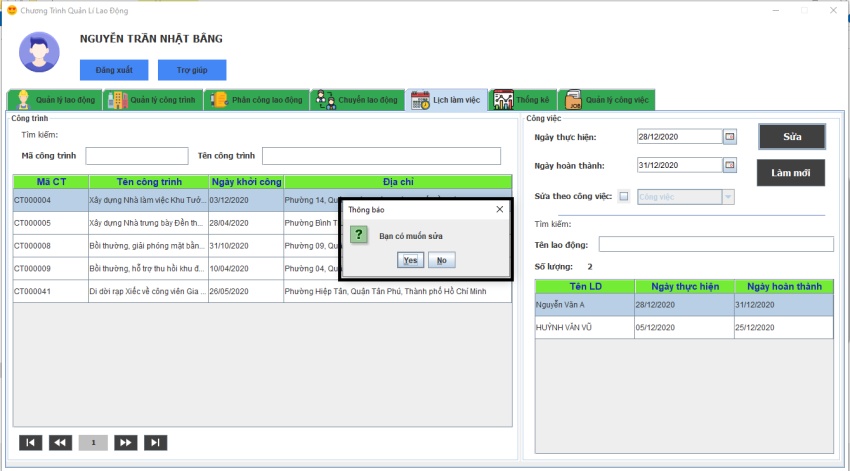 Chương Trình Quản Lí Lao Động
NGUYỄN TRẦN NHẬT BĂNG
Đăng xuất Trợ giúp
Quản lý lao động Quản lý công trình Phân công lao động Chuyển lao động Lịch làm việc Thống kê Quản lý công việc
Công trình
Tìm kiếm:
Mã công trình Tên công trình
Mã CT Tên công trình Ngày khởi công Địa chỉ
CT000004 Xây dựng Nhà làm việc Khu Tưở... 03/12/2020 Phường 14, Qu
CT000005 Xây dựng Nhà trưng bày Đền th... 28/04/2020 Phường Bình T
CT000008 Bồi thường, giải phóng mặt bằn... 31/10/2020 Phường 09, Qu
CT000009 Bồi thường, hỗ trợ thu hồi khu đ... 10/04/2020 Phường 04, Qu
CT000041 Di dời rạp Xiếc về công viên Gia ... 26/05/2020 Phường Hiệp Tân, Quận Tân Phú, Thành phố Hồ Chí Minh
1
Thông báo
?
Bạn có muốn sửa
Yes No
Công việc
Ngày thực hiện: 28/12/2020 Sửa
Ngày hoàn thành: 31/12/2020 Làm mới
Sửa theo công việc: Công việc
Tìm kiếm:
Tên lao động:
Số lượng: 2
Tên LD Ngày thực hiện Ngày hoàn thành
Nguyễn Văn A 28/12/2020 31/12/2020
HUỲNH VĂN VŨ 05/12/2020 25/12/2020